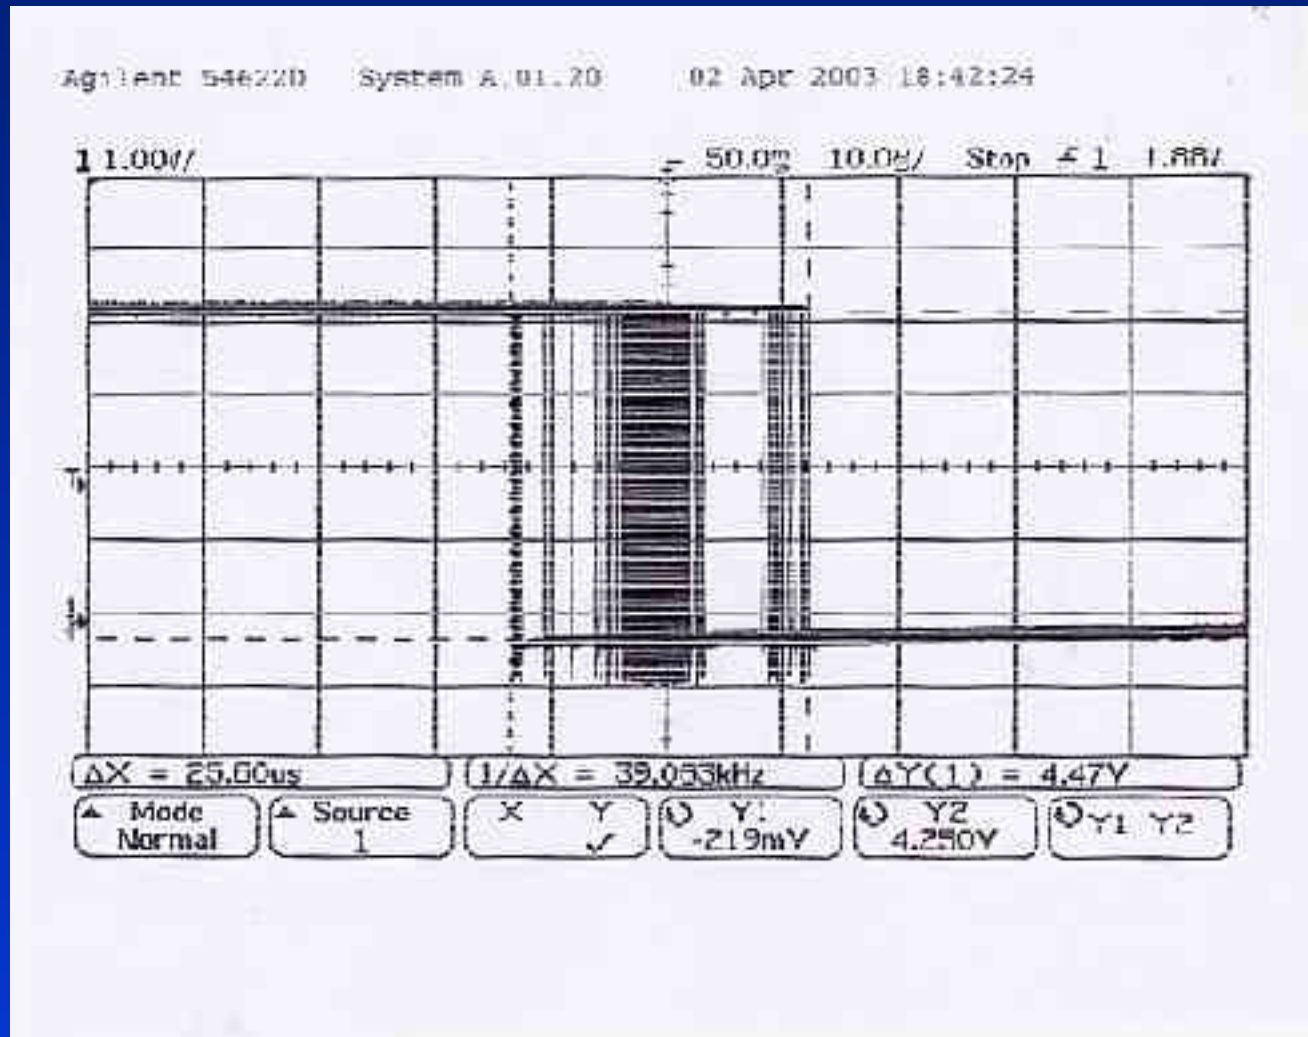 Agilent 54622D System A.01.20 02 Apr 2003 18:42:24
1 1.00V/ 50.0 10.0 Stop 1 1.88V
ΔX = 25.60us 1/ΔX = 39.063kHz ΔY(1) = 4.47V
Mode Source X Y Y1 Y2 Y1 Y2
Normal 1 ✓ -219mV 4.250V